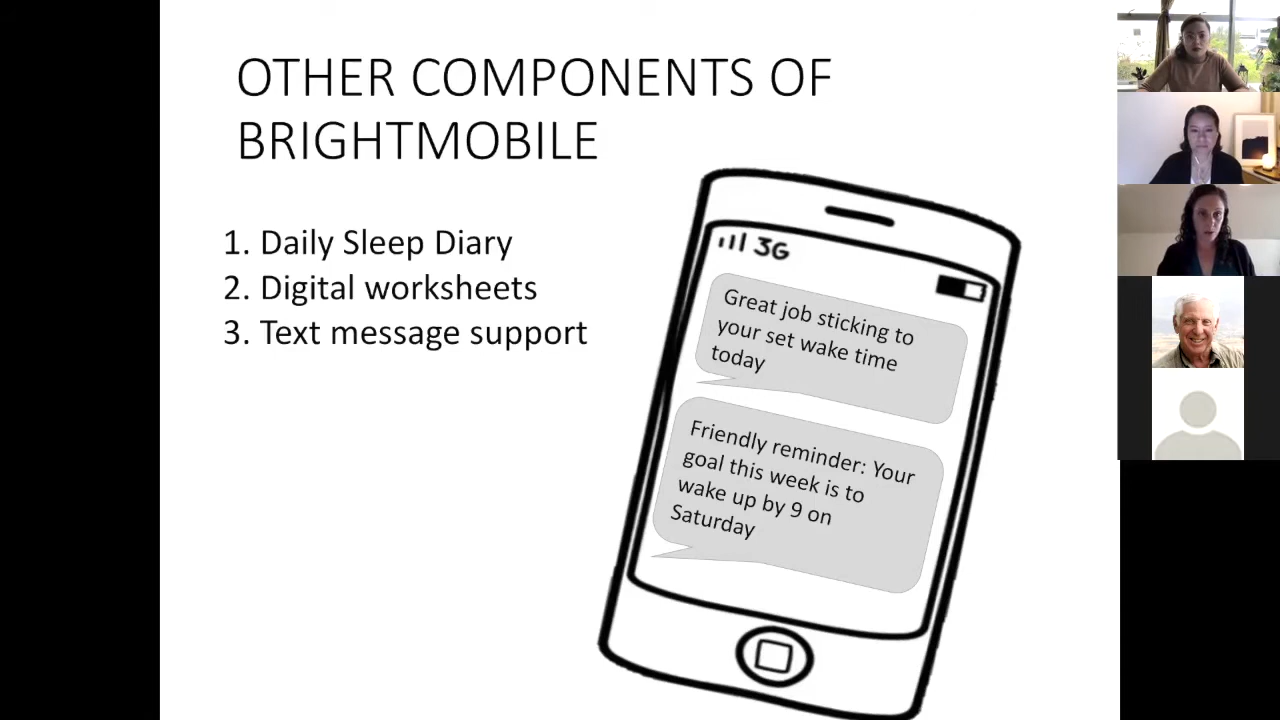 OTHER COMPONENTS OF
BRIGHTMOBILE
1. Daily Sleep Diary
2. Digital worksheets
3. Text message support
3G
Great job sticking to
your set wake time
today
Friendly reminder: Your
goal this week is to
wake up by 9 on
Saturday